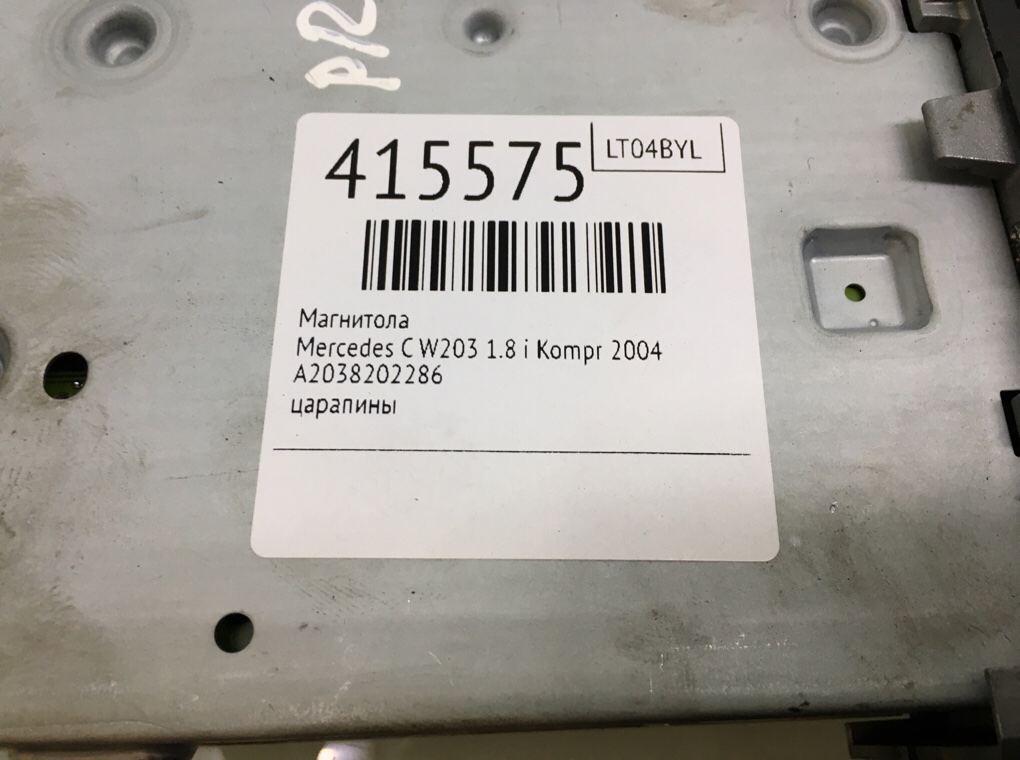 415575
LT04BYL
Магнитола
Mercedes C W203 1.8 i Kompr 2004
A2038202286
царапины